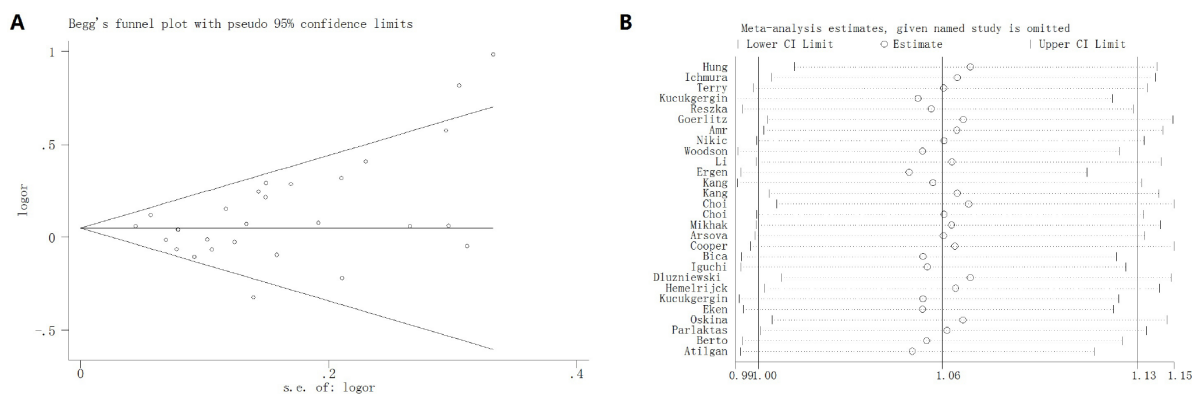 A
Begg's funnel plot with pseudo 95% confidence limits
logor
1
.5
0
-.5
0
.2
.4
s.e. of: logor
B
Meta-analysis estimates, given named study is omitted
Lower CI Limit
Estimate
Upper CI Limit
Hung
Ichmura
Terry
Kucukgergin
Reszka
Goerlitz
Amr
Nikic
Woodson
Li
Ergen
Kang
Kang
Choi
Choi
Mikhak
Arsova
Cooper
Bica
Iguchi
Dluzniewski
Hemelrijck
Kucukgergin
Eken
Oskina
Parlaktas
Berto
Atilgan
0.991.00
1.06
1.13
1.15